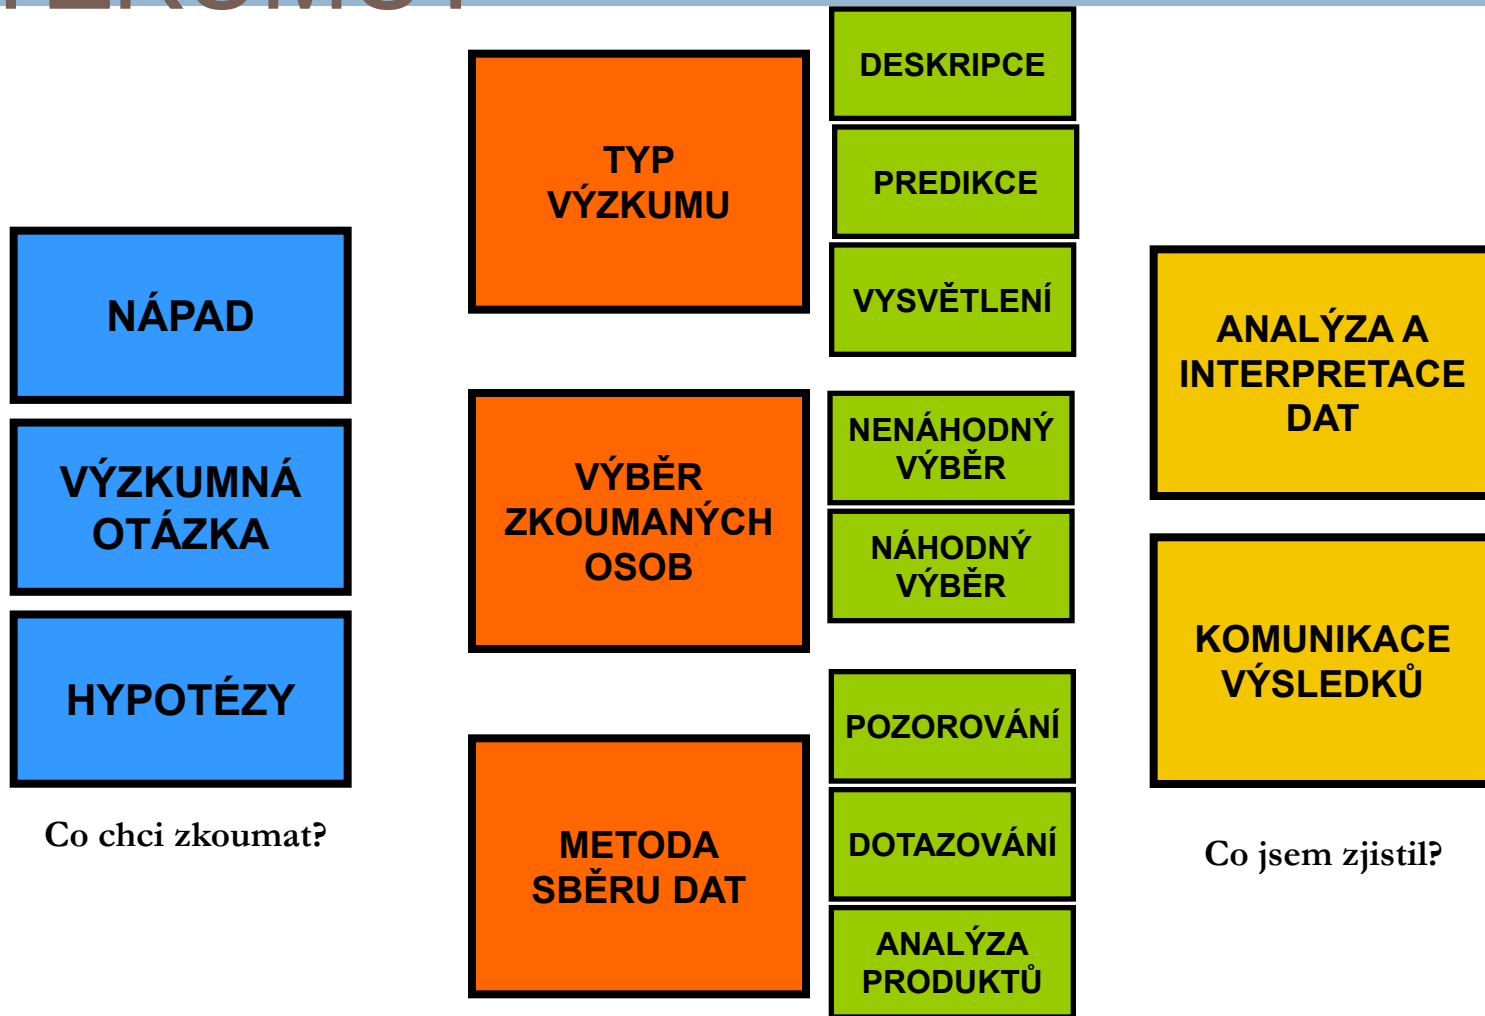 NÁPAD
VÝZKUMNÁ
OTÁZKA
HYPOTÉZY
Co chci zkoumat?
TYP
VÝZKUMU
DESKRIPCE
PREDIKCE
VYSVĚTLENÍ
VÝBĚR
ZKOUMANÝCH
OSOB
NENÁHODNÝ
VÝBĚR
NÁHODNÝ
VÝBĚR
METODA
SBĚRU DAT
POZOROVÁNÍ
DOTAZOVÁNÍ
ANALÝZA
PRODUKTŮ
ANALÝZA A
INTERPRETACE
DAT
KOMUNIKACE
VÝSLEDKŮ
Co jsem zjistil?